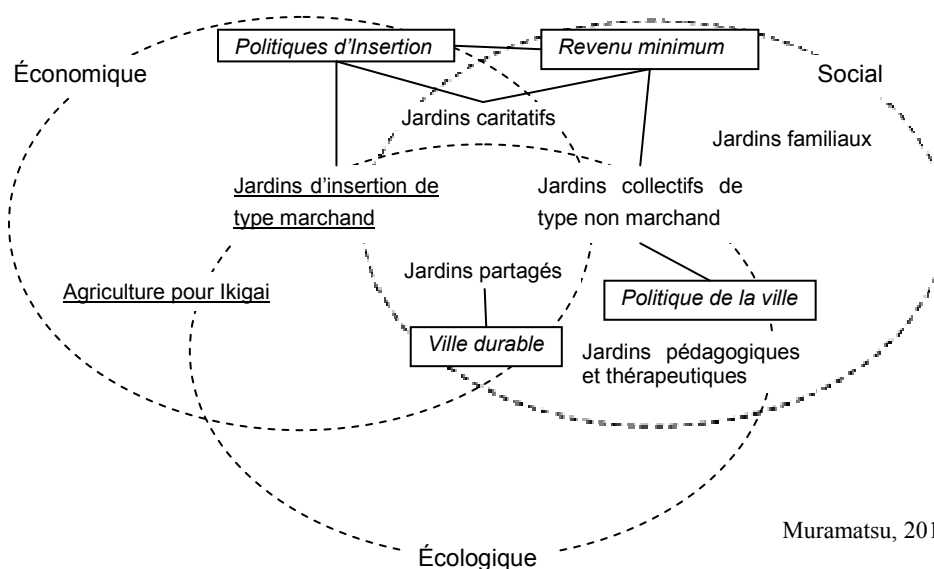 Politiques d'Insertion
Revenu minimum
Économique
Social
Jardins caritatifs
Jardins familiaux
Jardins d'insertion de
type marchand
Jardins collectifs de
type non marchand
Jardins partagés
Agriculture pour Ikigai
Politique de la ville
Ville durable
Jardins pédagogiques
et thérapeutiques
Muramatsu, 201
Écologique